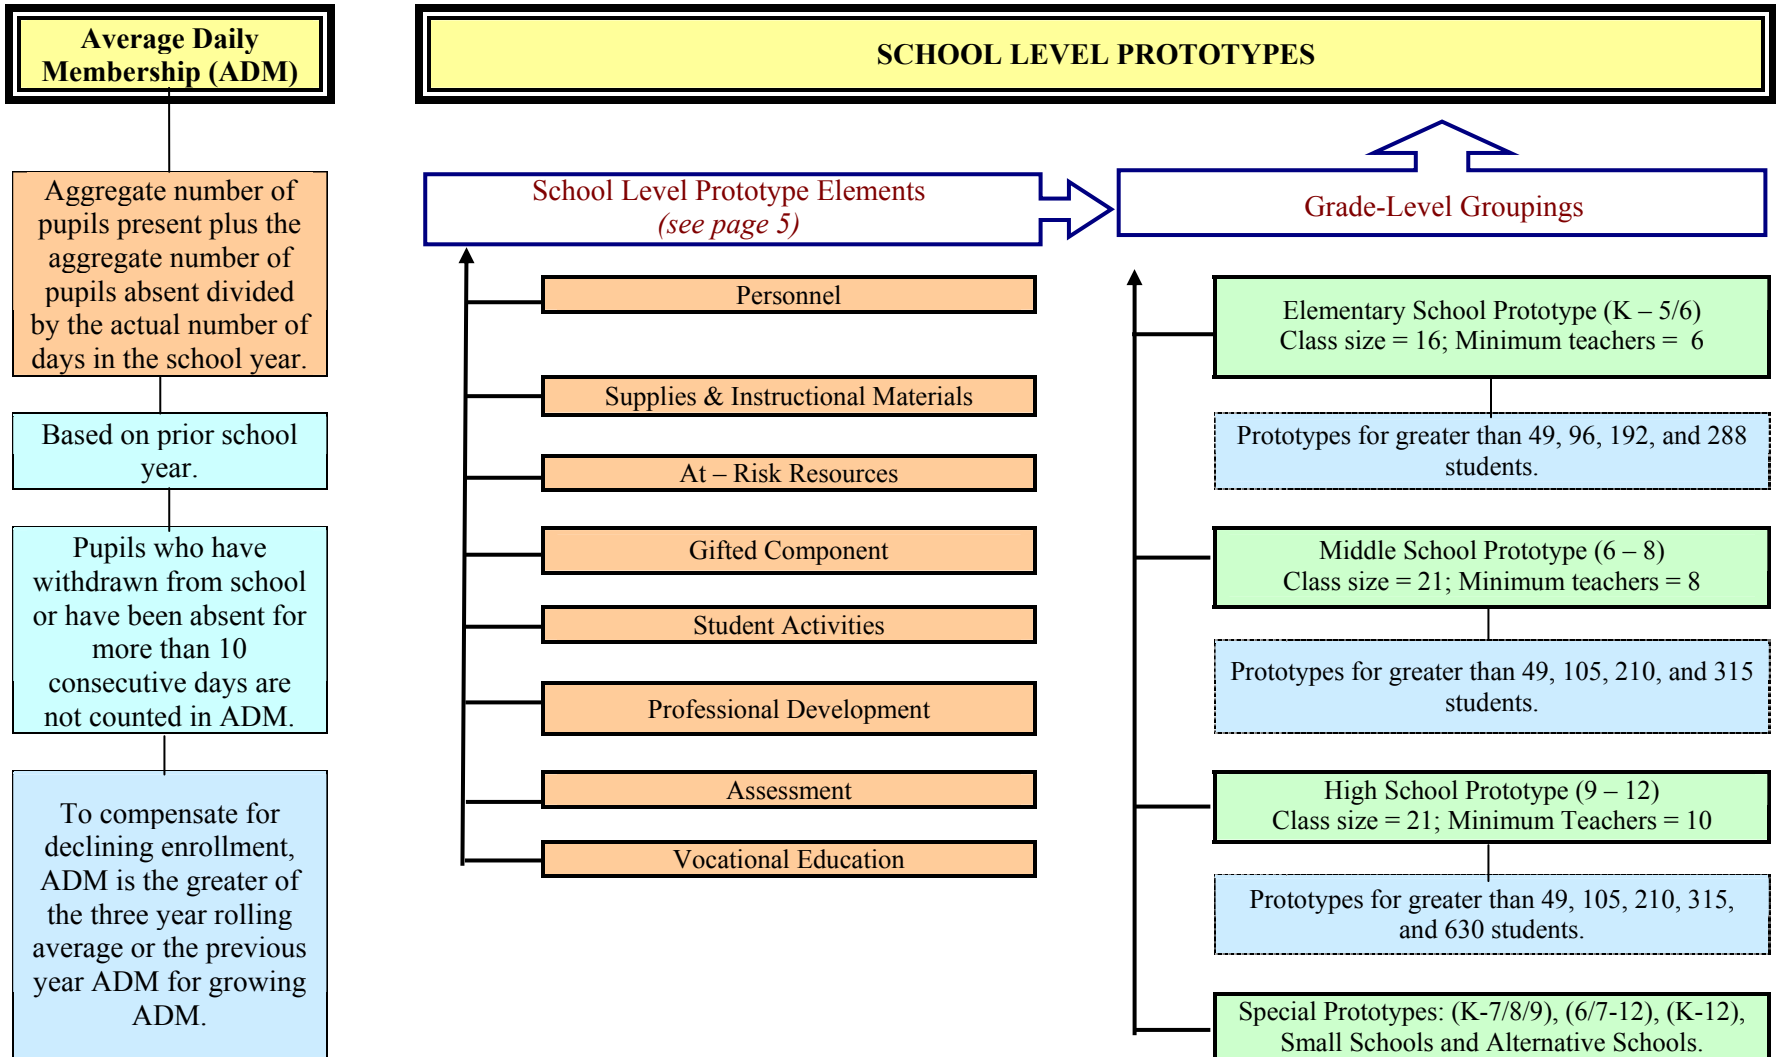 Average Daily
Membership (ADM)
Aggregate number of
pupils present plus the
aggregate number of
pupils absent divided
by the actual number of
days in the school year.
Based on prior school
year.
Pupils who have
withdrawn from school
or have been absent for
more than 10
consecutive days are
not counted in ADM.
To compensate for
declining enrollment,
ADM is the greater of
the three year rolling
average or the previous
year ADM for growing
ADM.
SCHOOL LEVEL PROTOTYPES
School Level Prototype Elements
(see page 5)
Personnel
Supplies & Instructional Materials
At – Risk Resources
Gifted Component
Student Activities
Professional Development
Assessment
Vocational Education
Grade-Level Groupings
Elementary School Prototype (K – 5/6)
Class size = 16; Minimum teachers = 6
Prototypes for greater than 49, 96, 192, and 288
students.
Middle School Prototype (6 – 8)
Class size = 21; Minimum teachers = 8
Prototypes for greater than 49, 105, 210, and 315
students.
High School Prototype (9 – 12)
Class size = 21; Minimum Teachers = 10
Prototypes for greater than 49, 105, 210, 315,
and 630 students.
Special Prototypes: (K-7/8/9), (6/7-12), (K-12),
Small Schools and Alternative Schools.